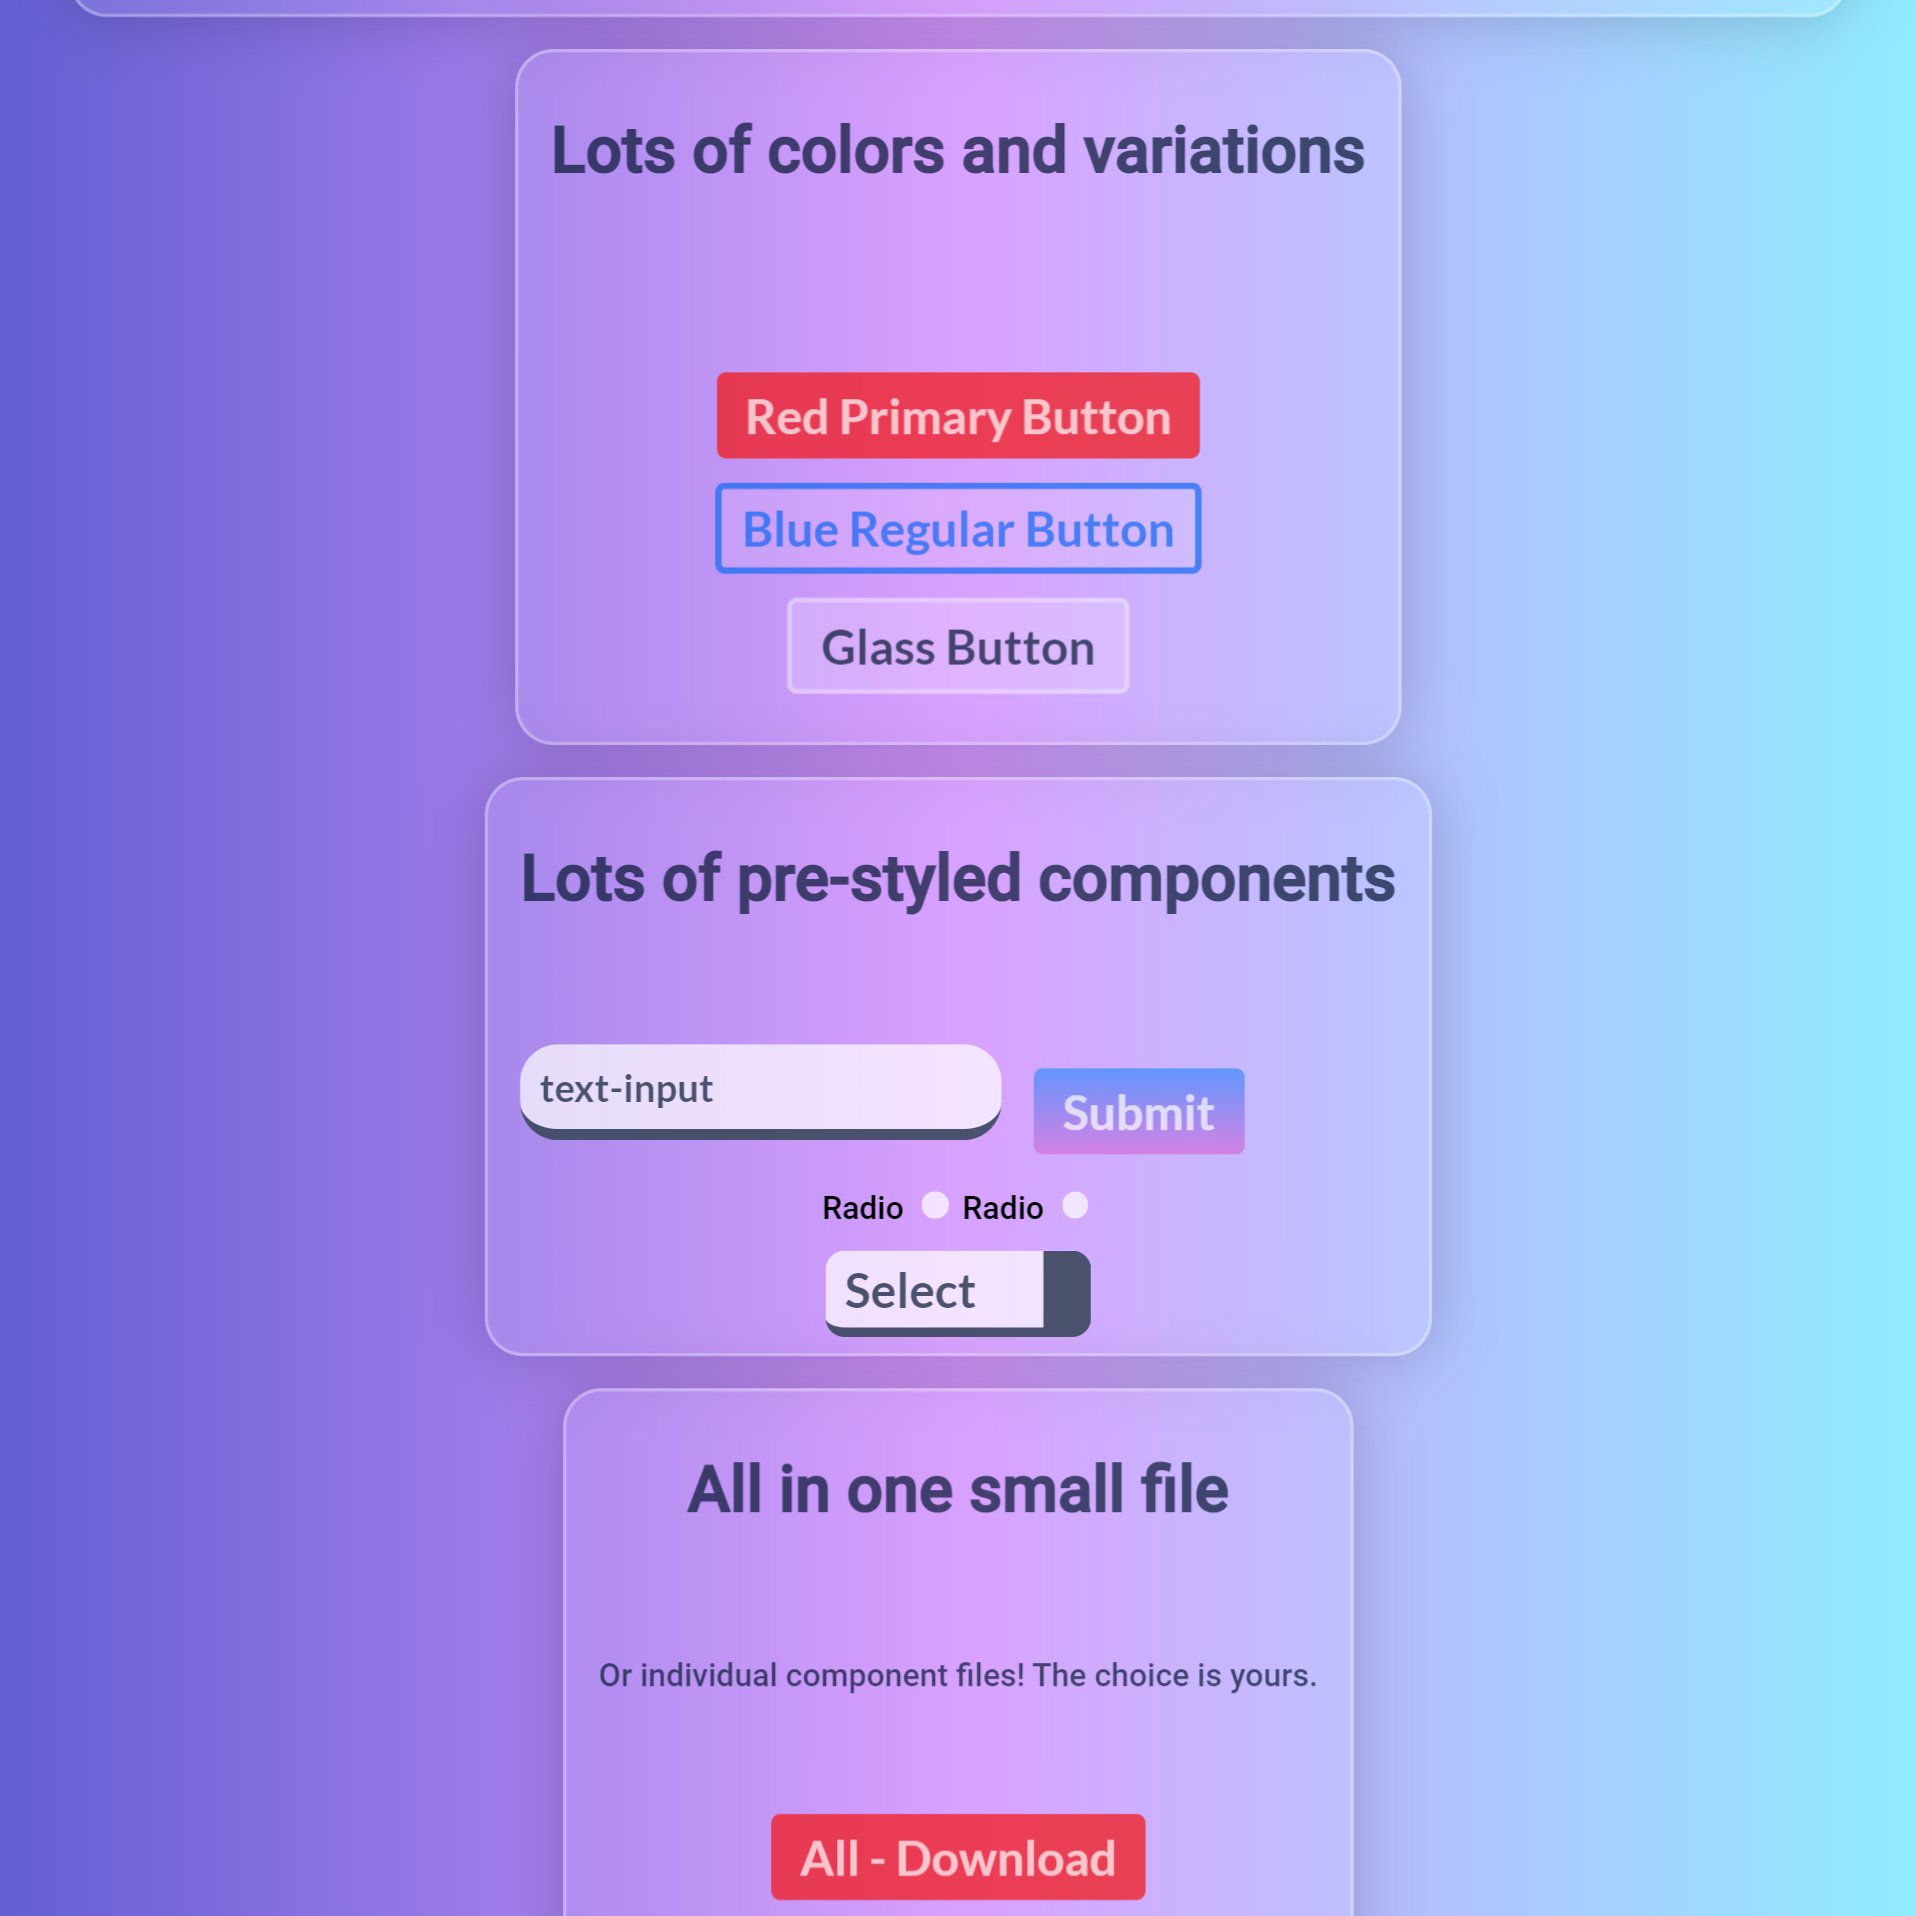 Lots of colors and variations
Red Primary Button
Blue Regular Button
Glass Button
Lots of pre-styled components
text-input
Submit
Radio Radio
Select
All in one small file
Or individual component files! The choice is yours.
All - Download